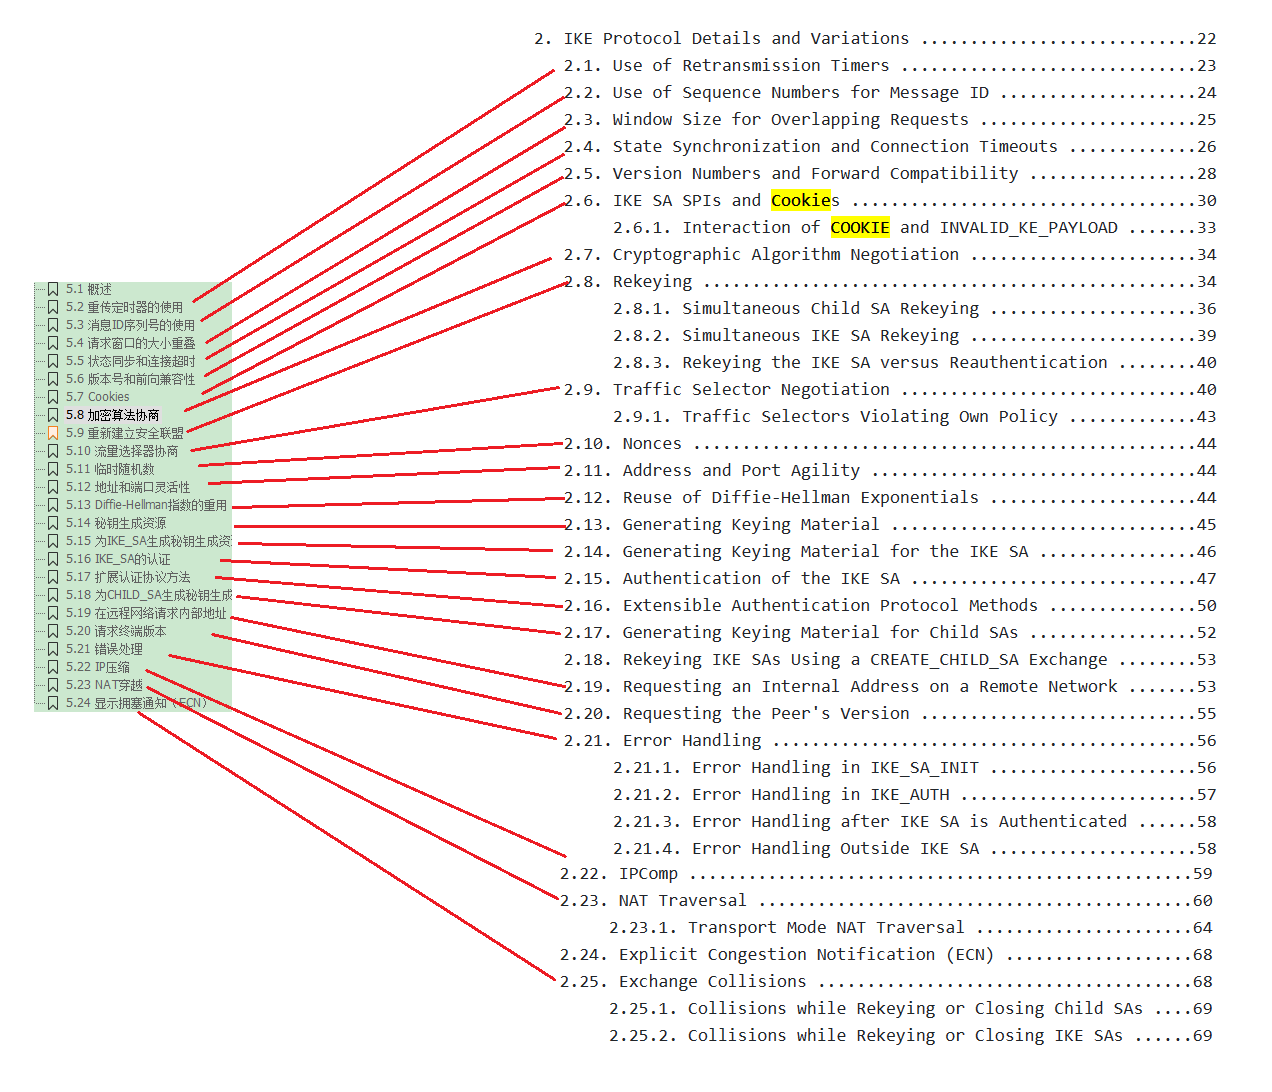 2. IKE Protocol Details and Variations ............................22
2.1. Use of Retransmission Timers ..............................23
2.2. Use of Sequence Numbers for Message ID ....................24
2.3. Window Size for Overlapping Requests ......................25
2.4. State Synchronization and Connection Timeouts .............26
2.5. Version Numbers and Forward Compatibility .................28
2.6. IKE SA SPIs and Cookies ...................................30
2.6.1. Interaction of COOKIE and INVALID_KE_PAYLOAD .......33
2.7. Cryptographic Algorithm Negotiation .......................34
2.8. Rekeying ..................................................34
2.8.1. Simultaneous Child SA Rekeying .....................36
2.8.2. Simultaneous IKE SA Rekeying .......................39
2.8.3. Rekeying the IKE SA versus Reauthentication ........40
2.9. Traffic Selector Negotiation ..............................40
2.9.1. Traffic Selectors Violating Own Policy .............43
2.10. Nonces ...................................................44
2.11. Address and Port Agility .................................44
2.12. Reuse of Diffie-Hellman Exponentials .....................44
2.13. Generating Keying Material ...............................45
2.14. Generating Keying Material for the IKE SA ................46
2.15. Authentication of the IKE SA .............................47
2.16. Extensible Authentication Protocol Methods ...............50
2.17. Generating Keying Material for Child SAs .................52
2.18. Rekeying IKE SAs Using a CREATE_CHILD_SA Exchange ........53
2.19. Requesting an Internal Address on a Remote Network .......53
2.20. Requesting the Peer's Version ............................55
2.21. Error Handling ...........................................56
2.21.1. Error Handling in IKE_SA_INIT .....................56
2.21.2. Error Handling in IKE_AUTH ........................57
2.21.3. Error Handling after IKE SA is Authenticated ......58
2.21.4. Error Handling Outside IKE SA .....................58
2.22. IPComp ...................................................59
2.23. NAT Traversal ............................................60
2.23.1. Transport Mode NAT Traversal ......................64
2.24. Explicit Congestion Notification (ECN) ...................68
2.25. Exchange Collisions ......................................68
2.25.1. Collisions while Rekeying or Closing Child SAs ....69
2.25.2. Collisions while Rekeying or Closing IKE SAs ......69
5.1 概述
5.2 重传定时器的使用
5.3 消息ID序列号的使用
5.4 请求窗口的大小重叠
5.5 状态同步和连接超时
5.6 版本号和前向兼容性
5.7 Cookies
5.8 加密算法协商
5.9 重新建立安全联盟
5.10 流量选择器协商
5.11 临时随机数
5.12 地址和端口灵活性
5.13 Diffie-Hellman指数的重用
5.14 秘钥生成资源
5.15 为IKE_SA生成秘钥生成资
5.16 IKE_SA的认证
5.17 扩展认证协议方法
5.18 为CHILD_SA生成秘钥生成
5.19 在远程网络请求内部地址
5.20 请求终端版本
5.21 错误处理
5.22 IP压缩
5.23 NAT穿越
5.24 显示拥塞通知（ECN）